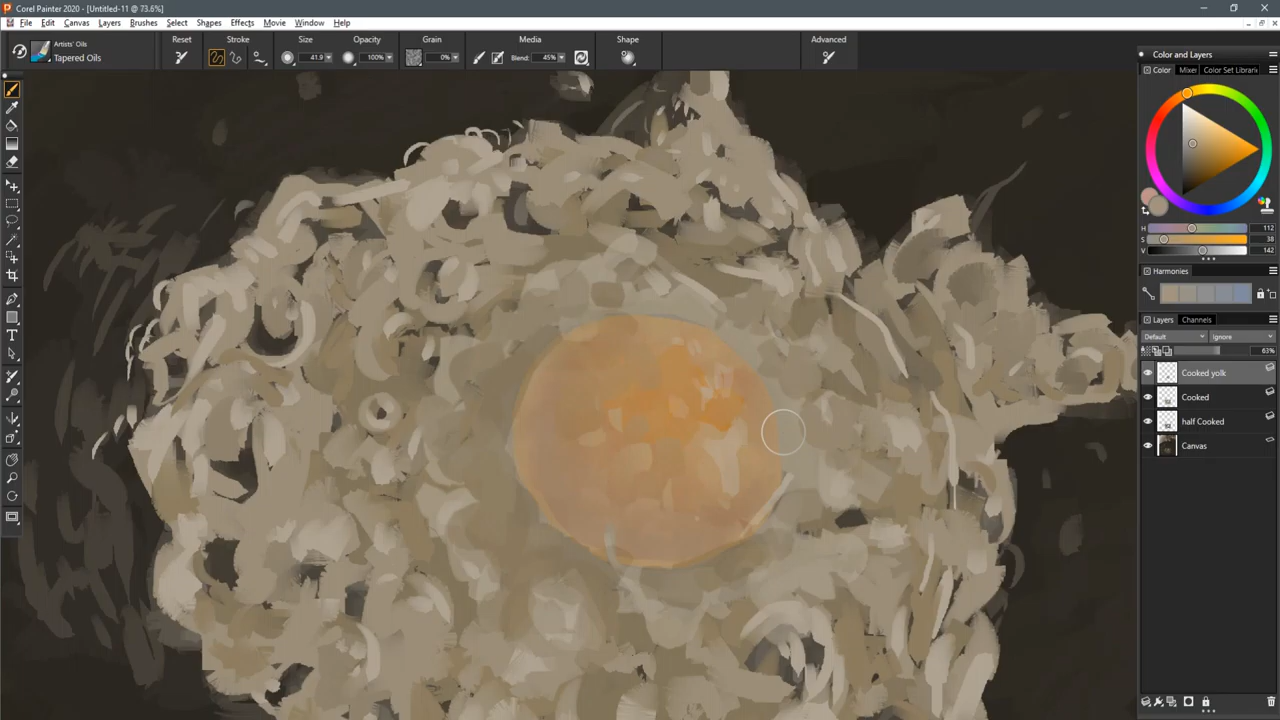 Corel Painter 2020 - [Untitled-11 @ 73.6%]
File Edit Canvas Layers Brushes Select Shapes Effects Movie Window Help
Artists' Oils
Tapered Oils
Reset Stroke Size Opacity Grain Media Shape Advanced
41.9 100% 0% Blend: 45%
Color and Layers
Color Mixer Color Set Libraries
H 112
S 38
V 142
Harmonies
Layers Channels
Default Ignore
63%
Cooked yolk
Cooked
half Cooked
Canvas